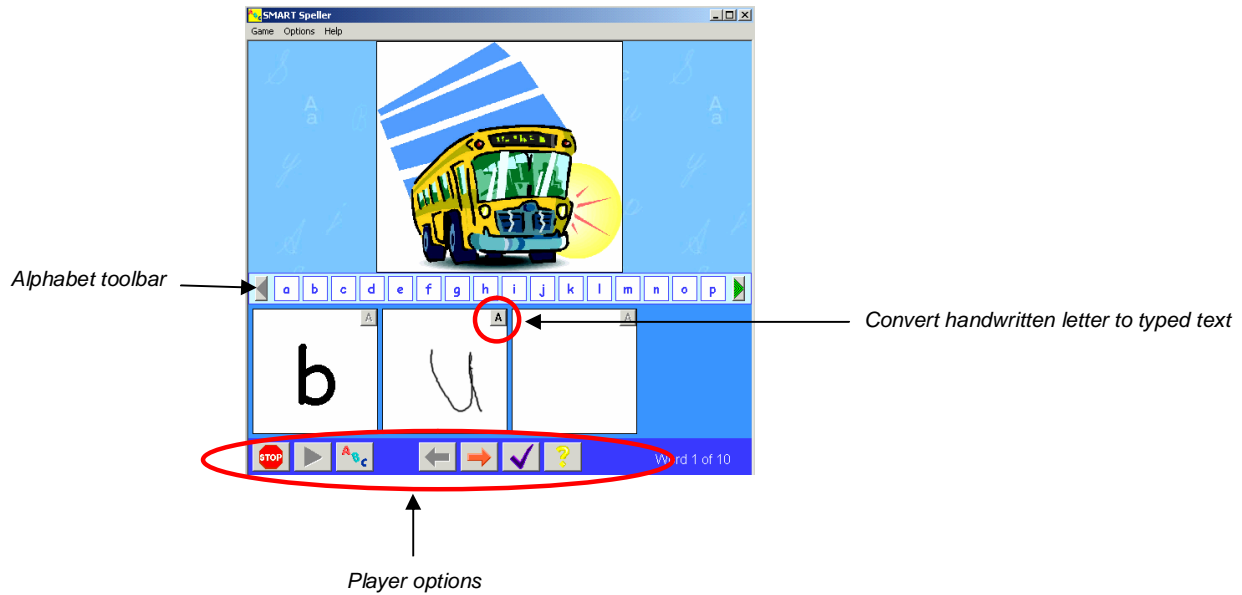 SMART Speller
Game Options Help
Alphabet toolbar
a b c d e f g h i j k l m n o p
A A A
Convert handwritten letter to typed text
b u
STOP A B C ? Word 1 of 10
Player options